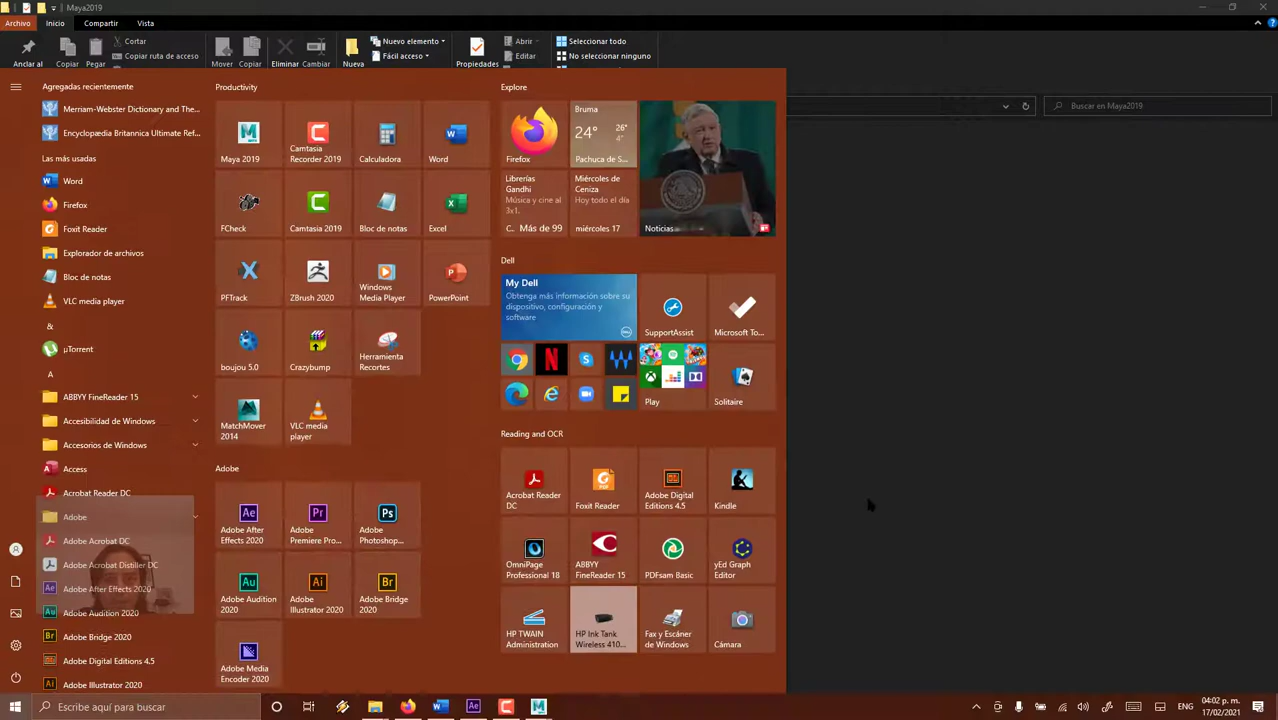 Maya2019
Archivo Inicio Compartir Vista
Cortar
Copiar ruta de acceso
Nuevo elemento
Fácil acceso
Abrir
Editar
Seleccionar todo
No seleccionar ninguno
Anclar al Copiar Pegar Mover Copiar Eliminar Cambiar Nueva Propiedades
Buscar en Maya2019
Agregadas recientemente
Merriam-Webster Dictionary and The...
Encyclopædia Britannica Ultimate Ref...
Las más usadas
Word
Firefox
Foxit Reader
Explorador de archivos
Bloc de notas
VLC media player
&
µTorrent
A
ABBYY FineReader 15
Accesibilidad de Windows
Accesorios de Windows
Access
Acrobat Reader DC
Adobe
Adobe Acrobat DC
Adobe Acrobat Distiller DC
Adobe After Effects 2020
Adobe Audition 2020
Adobe Bridge 2020
Adobe Digital Editions 4.5
Adobe Illustrator 2020
Productivity
Maya 2019
Camtasia
Recorder 2019
Calculadora
Word
FCheck
Camtasia 2019
Bloc de notas
Excel
PFTrack
ZBrush 2020
Windows
Media Player
PowerPoint
boujou 5.0
Crazybump
Herramienta
Recortes
MatchMover
2014
VLC media
player
Adobe
Adobe After
Effects 2020
Adobe
Premiere Pro...
Adobe
Photoshop...
Adobe Audition
2020
Adobe
Illustrator 2020
Adobe Bridge
2020
Adobe Media
Encoder 2020
Explore
Firefox
Bruma
24° 26°
4°
Pachuca de S...
Librerías
Gandhi
Música y cine al
3x1.
C. Más de 99
Miércoles de
Ceniza
Hoy todo el día
miércoles 17
Noticias
Dell
My Dell
Obtenga más información sobre su
dispositivo, configuración y
software
SupportAssist
Microsoft To...
Play
Solitaire
Reading and OCR
Acrobat Reader
DC
Foxit Reader
Adobe Digital
Editions 4.5
Kindle
OmniPage
Professional 18
ABBYY
FineReader 15
PDFsam Basic
yEd Graph
Editor
HP TWAIN
Administration
HP Ink Tank
Wireless 410...
Fax y Escáner
de Windows
Cámara
Escribe aquí para buscar
ENG
04:02 p. m.
17/02/2021